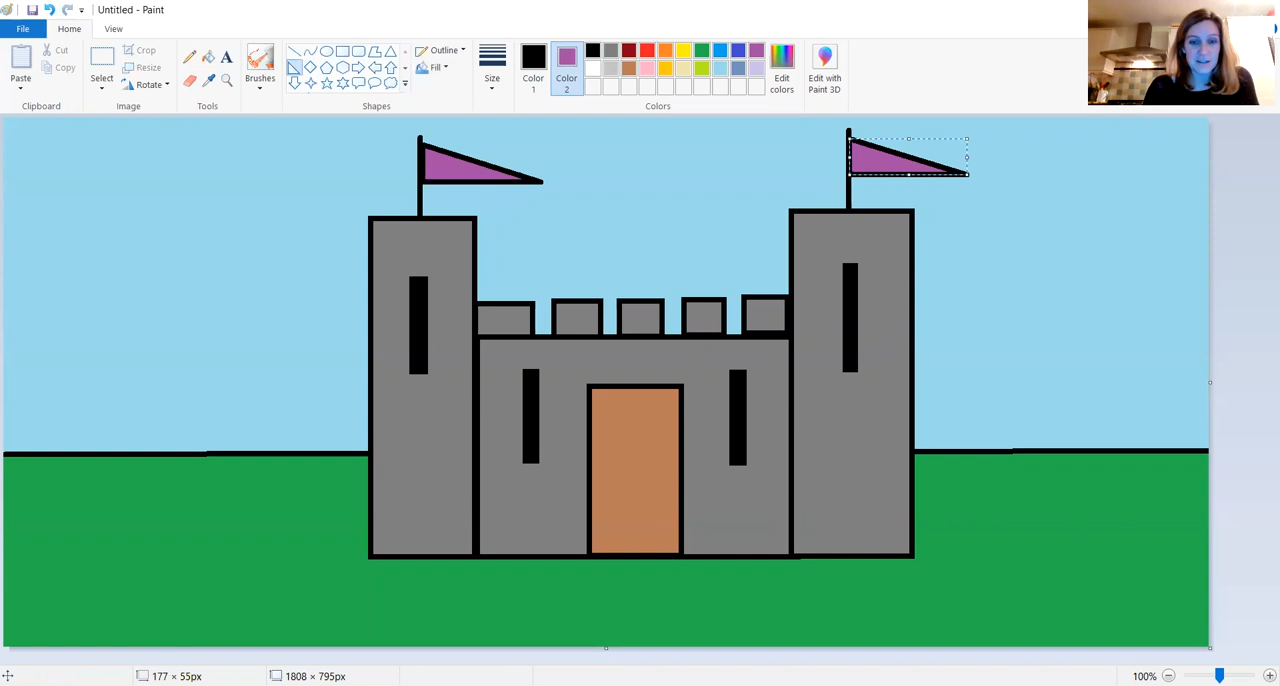 Untitled - Paint
File Home View
Paste
Cut
Copy
Clipboard
Select
Crop
Resize
Rotate
Image
Tools
A
Brushes
Shapes
Outline
Fill
Size
Color 1
Color 2
Edit colors
Colors
Edit with Paint 3D
177 × 55px
1808 × 795px
100%